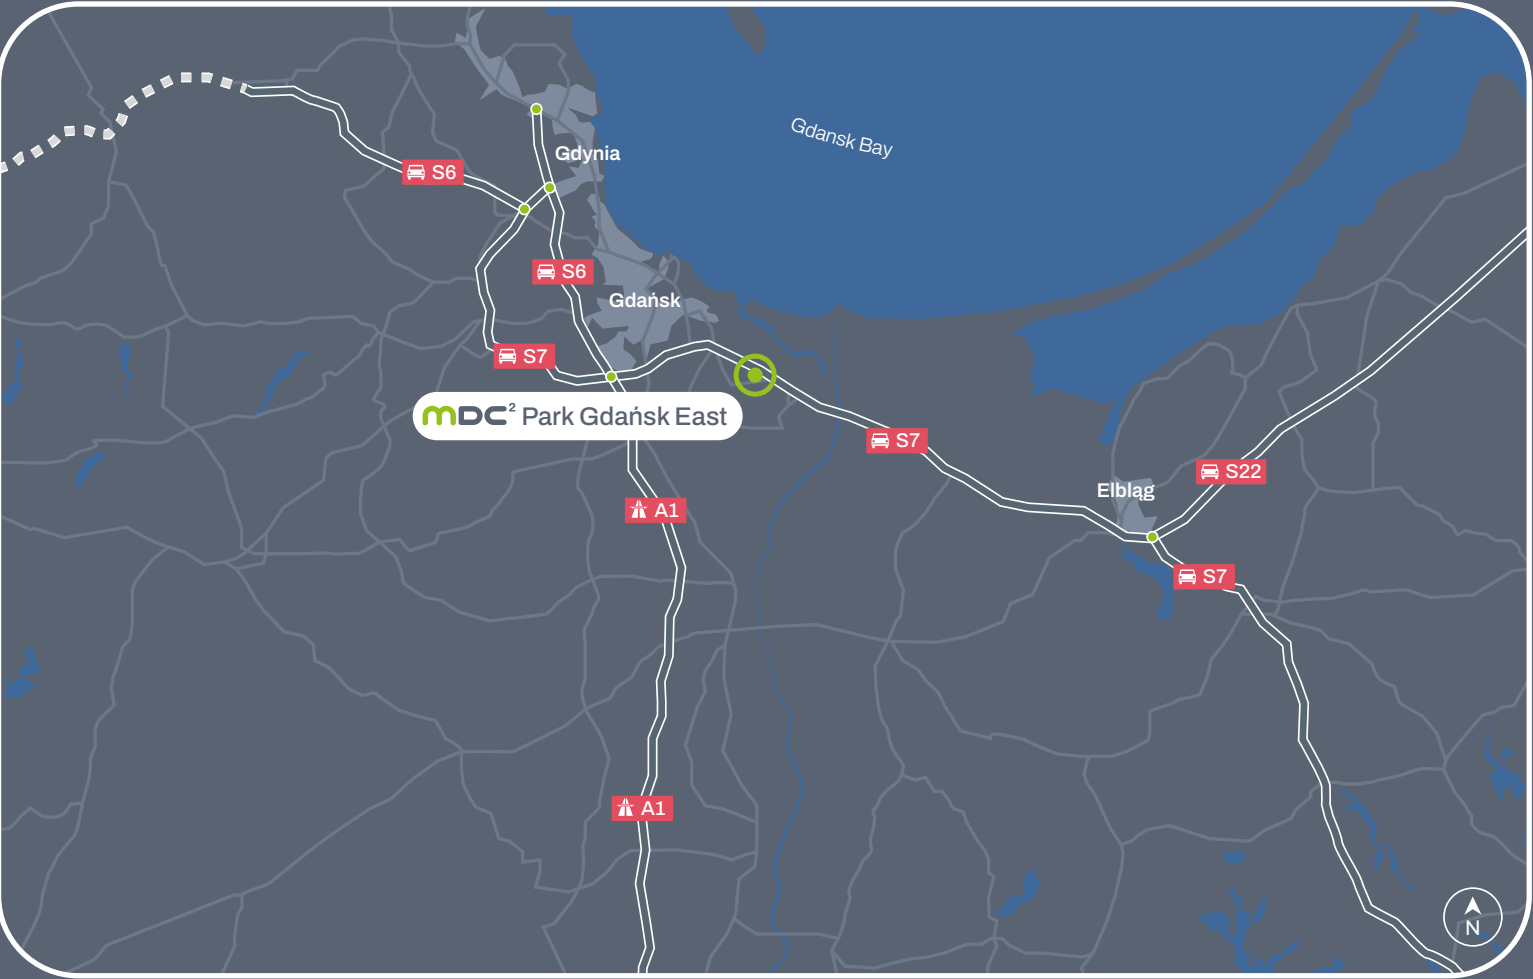 Gdansk Bay
Gdynia
S6
S6
Gdańsk
S7
mDC² Park Gdańsk East
S7
S22
Elbląg
A1
S7
A1
N